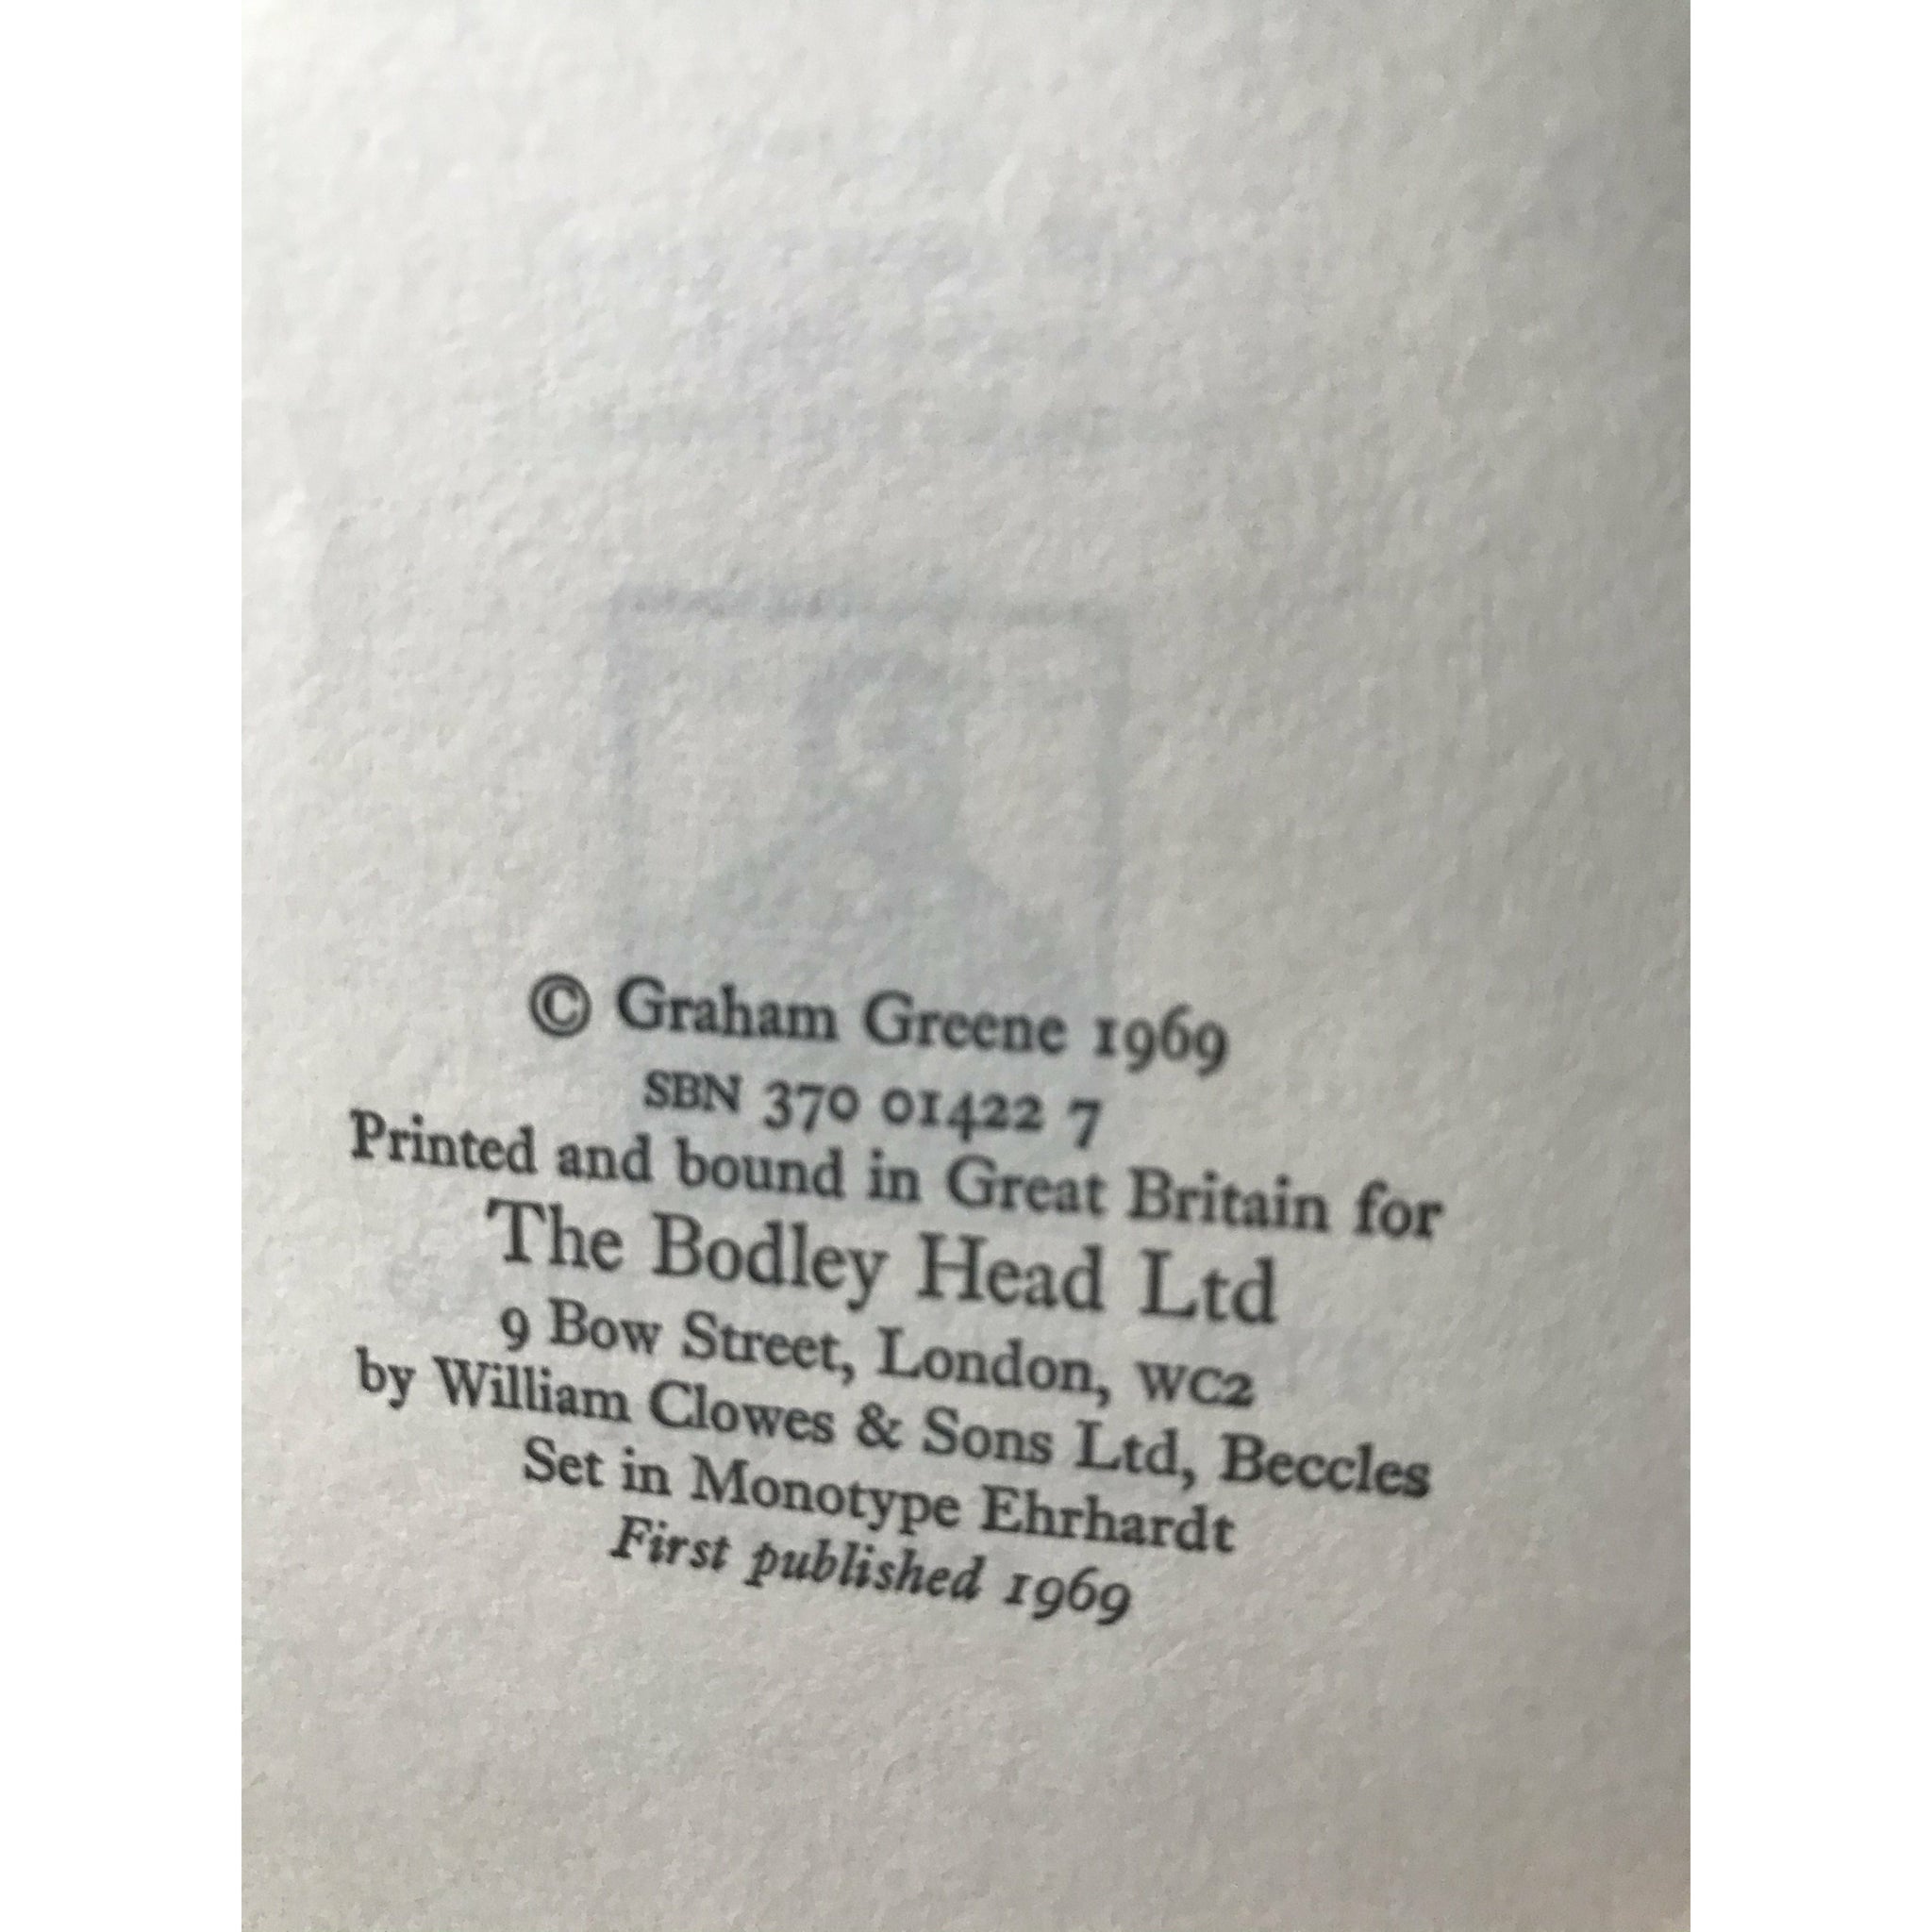 © Graham Greene 1969
SBN 370 01422 7
Printed and bound in Great Britain for
The Bodley Head Ltd
9 Bow Street, London, WC2
by William Clowes & Sons Ltd, Beccles
Set in Monotype Ehrhardt
First published 1969